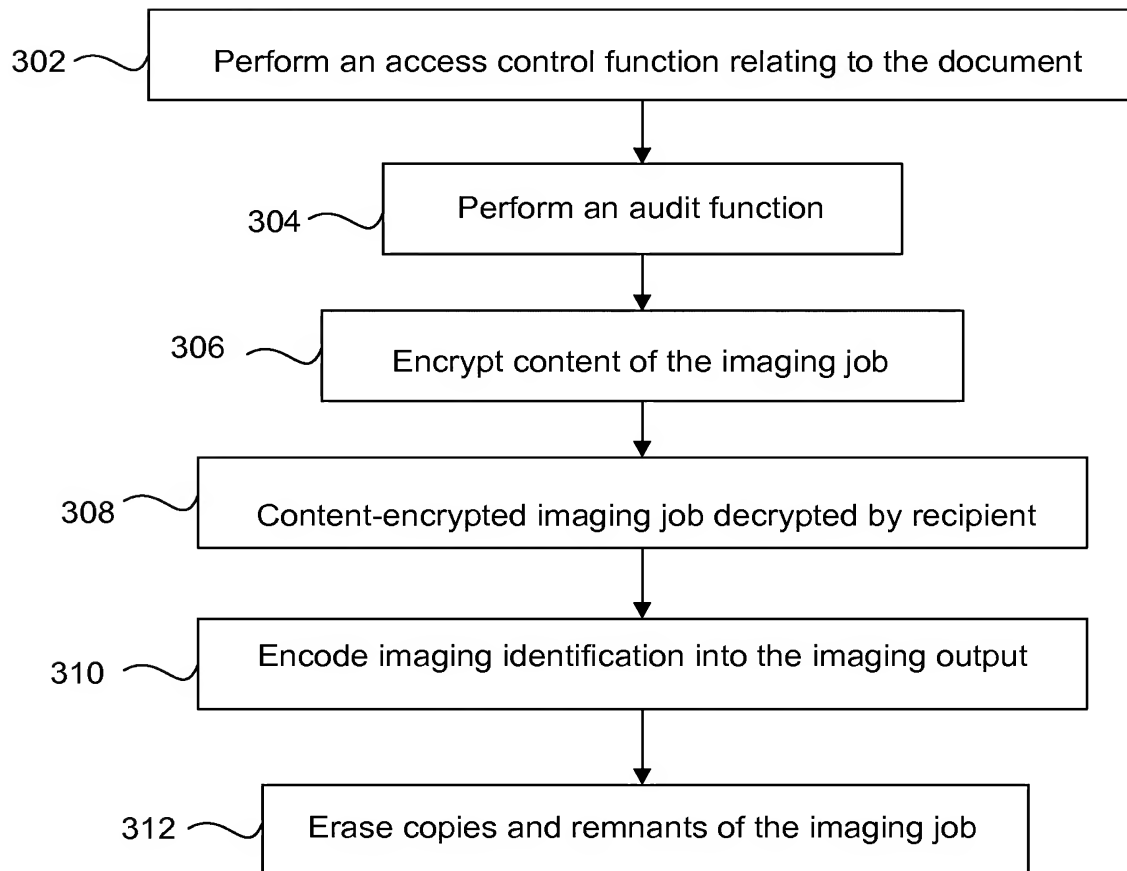 302 Perform an access control function relating to the document
304 Perform an audit function
306 Encrypt content of the imaging job
308 Content-encrypted imaging job decrypted by recipient
310 Encode imaging identification into the imaging output
312 Erase copies and remnants of the imaging job